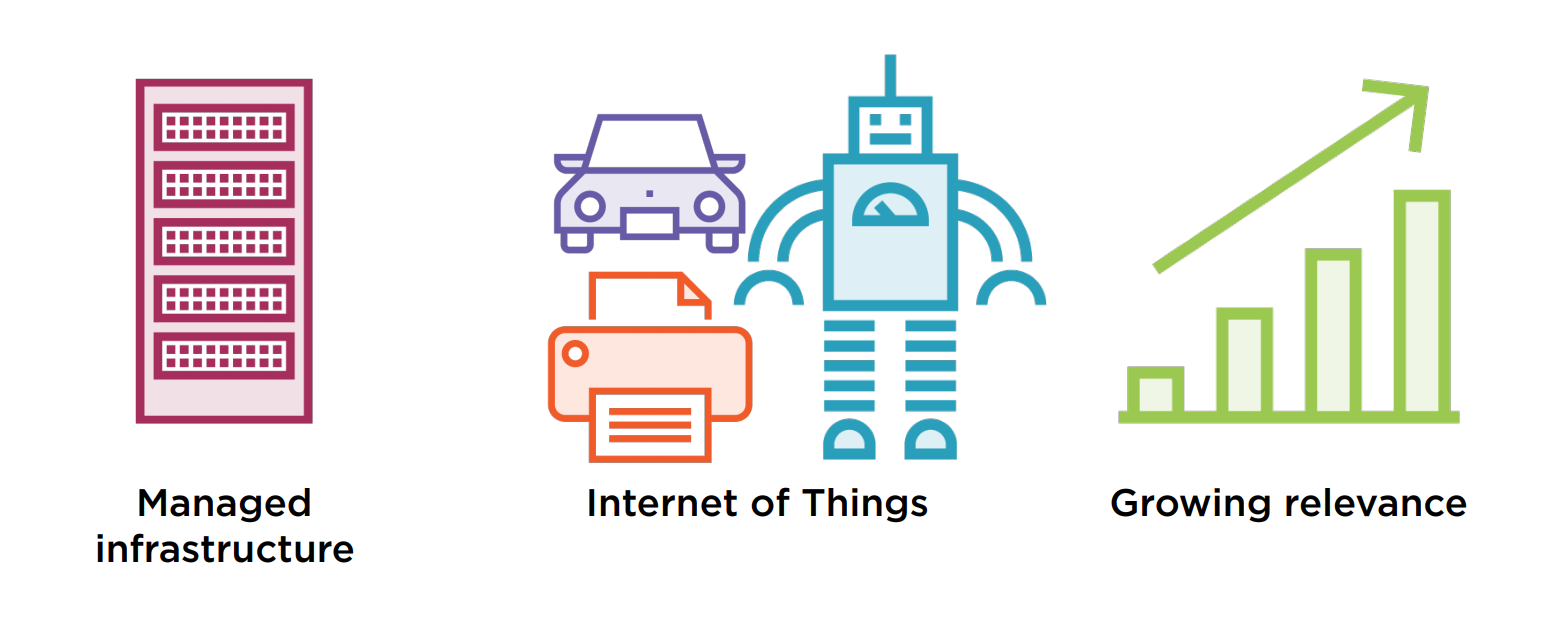 Managed
infrastructure
Internet of Things
Growing relevance